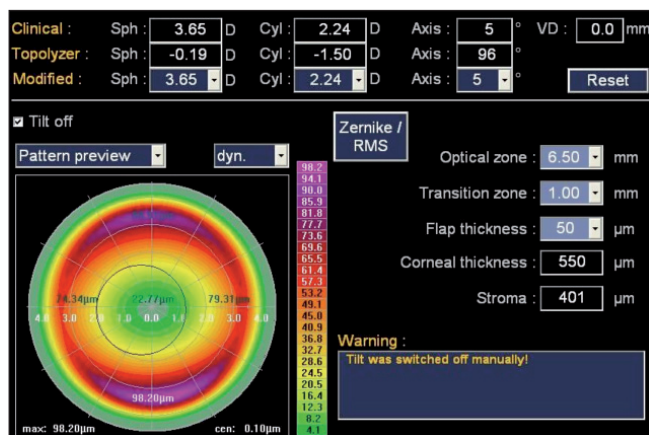 Clinical : Sph : 3.65 D Cyl : 2.24 D Axis : 5 ° VD : 0.0 mm
Topolyzer : Sph : -0.19 D Cyl : -1.50 D Axis : 96 °
Modified : Sph : 3.65 D Cyl : 2.24 D Axis : 5 ° Reset
Tilt off
Pattern preview dyn.
Zernike /
RMS
Optical zone : 6.50 mm
Transition zone : 1.00 mm
Flap thickness : 50 µm
Corneal thickness : 550 µm
Stroma : 401 µm
Warning :
Tilt was switched off manually!
98.2
94.1
90.0
85.9
81.8
77.7
73.6
69.6
65.5
61.4
57.3
53.2
49.1
45.0
40.9
36.8
32.7
28.6
24.5
20.5
16.4
12.3
8.2
4.1
74.34µm 22.77µm 79.31µm
4.0 3.0 2.0 1.0 0.0 1.0 3.0 4.0
98.20µm
max: 98.20µm cen: 0.10µm